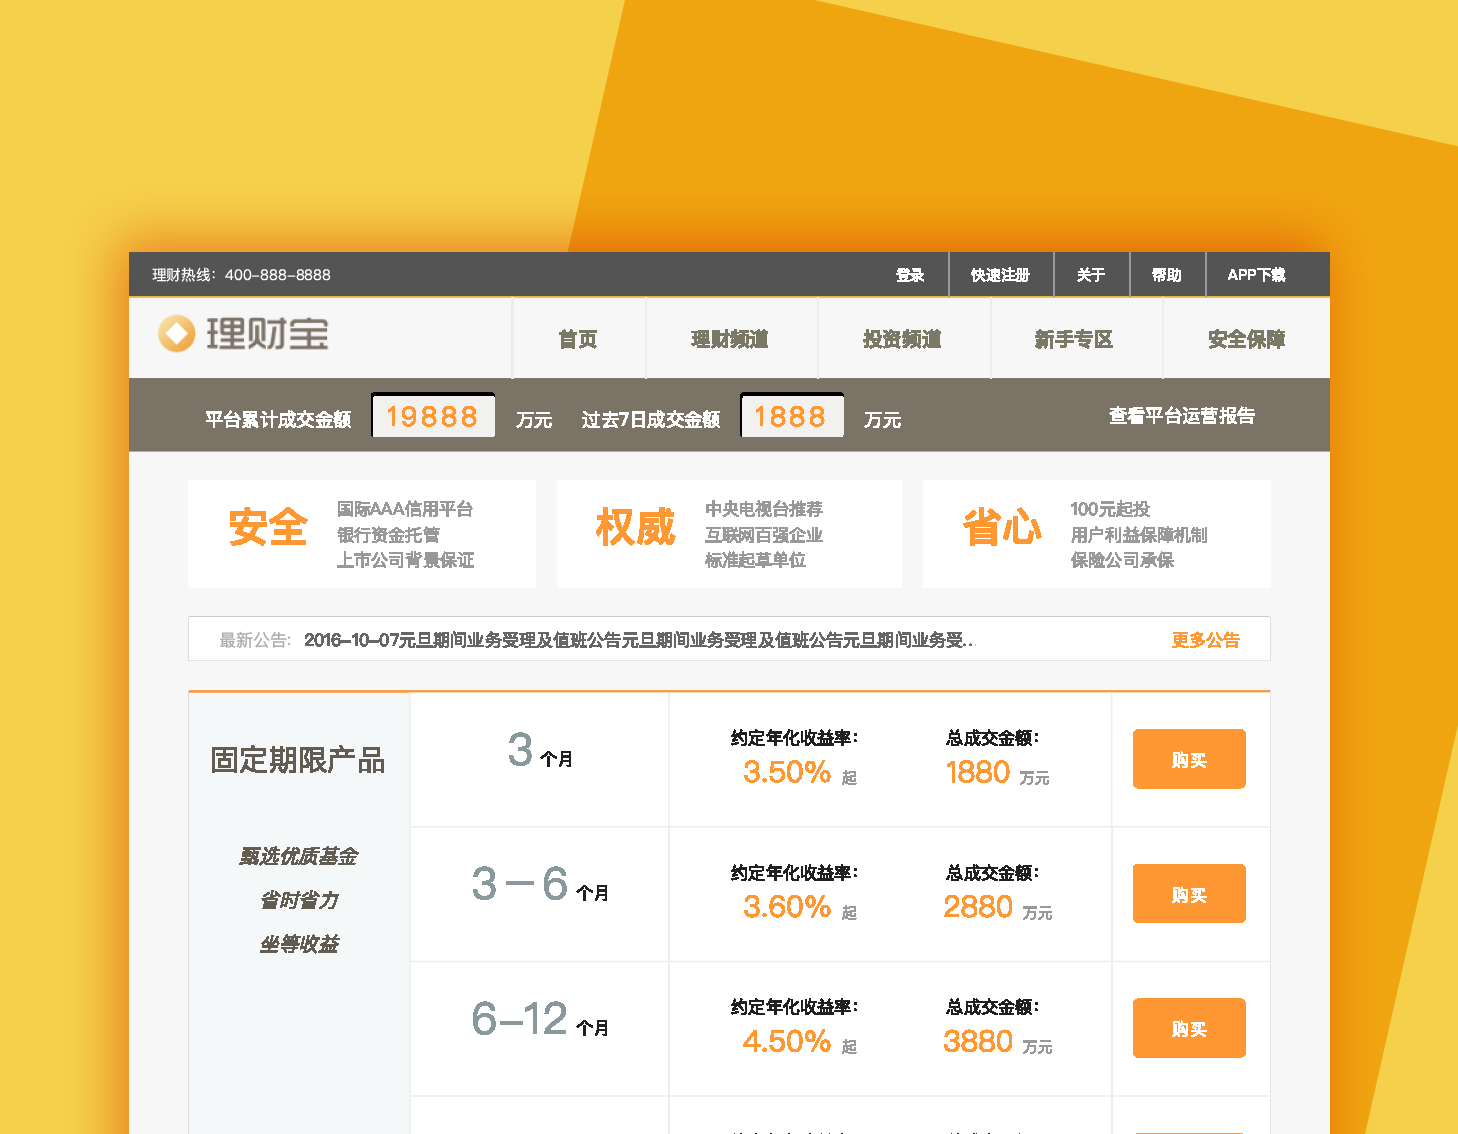 理财热线：400-888-8888 登录 快速注册 关于 帮助 APP下载
理财宝 首页 理财频道 投资频道 新手专区 安全保障
平台累计成交金额 19888 万元 过去7日成交金额 1888 万元 查看平台运营报告
安全
国际AAA信用平台
银行资金托管
上市公司背景保证
权威
中央电视台推荐
互联网百强企业
标准起草单位
省心
100元起投
用户利益保障机制
保险公司承保
最新公告： 2016-10-07元旦期间业务受理及值班公告元旦期间业务受理及值班公告元旦期间业务受... 更多公告
固定期限产品
甄选优质基金
省时省力
坐等收益
3 个月
约定年化收益率：
3.50% 起
总成交金额：
1880 万元
购买
3-6 个月
约定年化收益率：
3.60% 起
总成交金额：
2880 万元
购买
6-12 个月
约定年化收益率：
4.50% 起
总成交金额：
3880 万元
购买